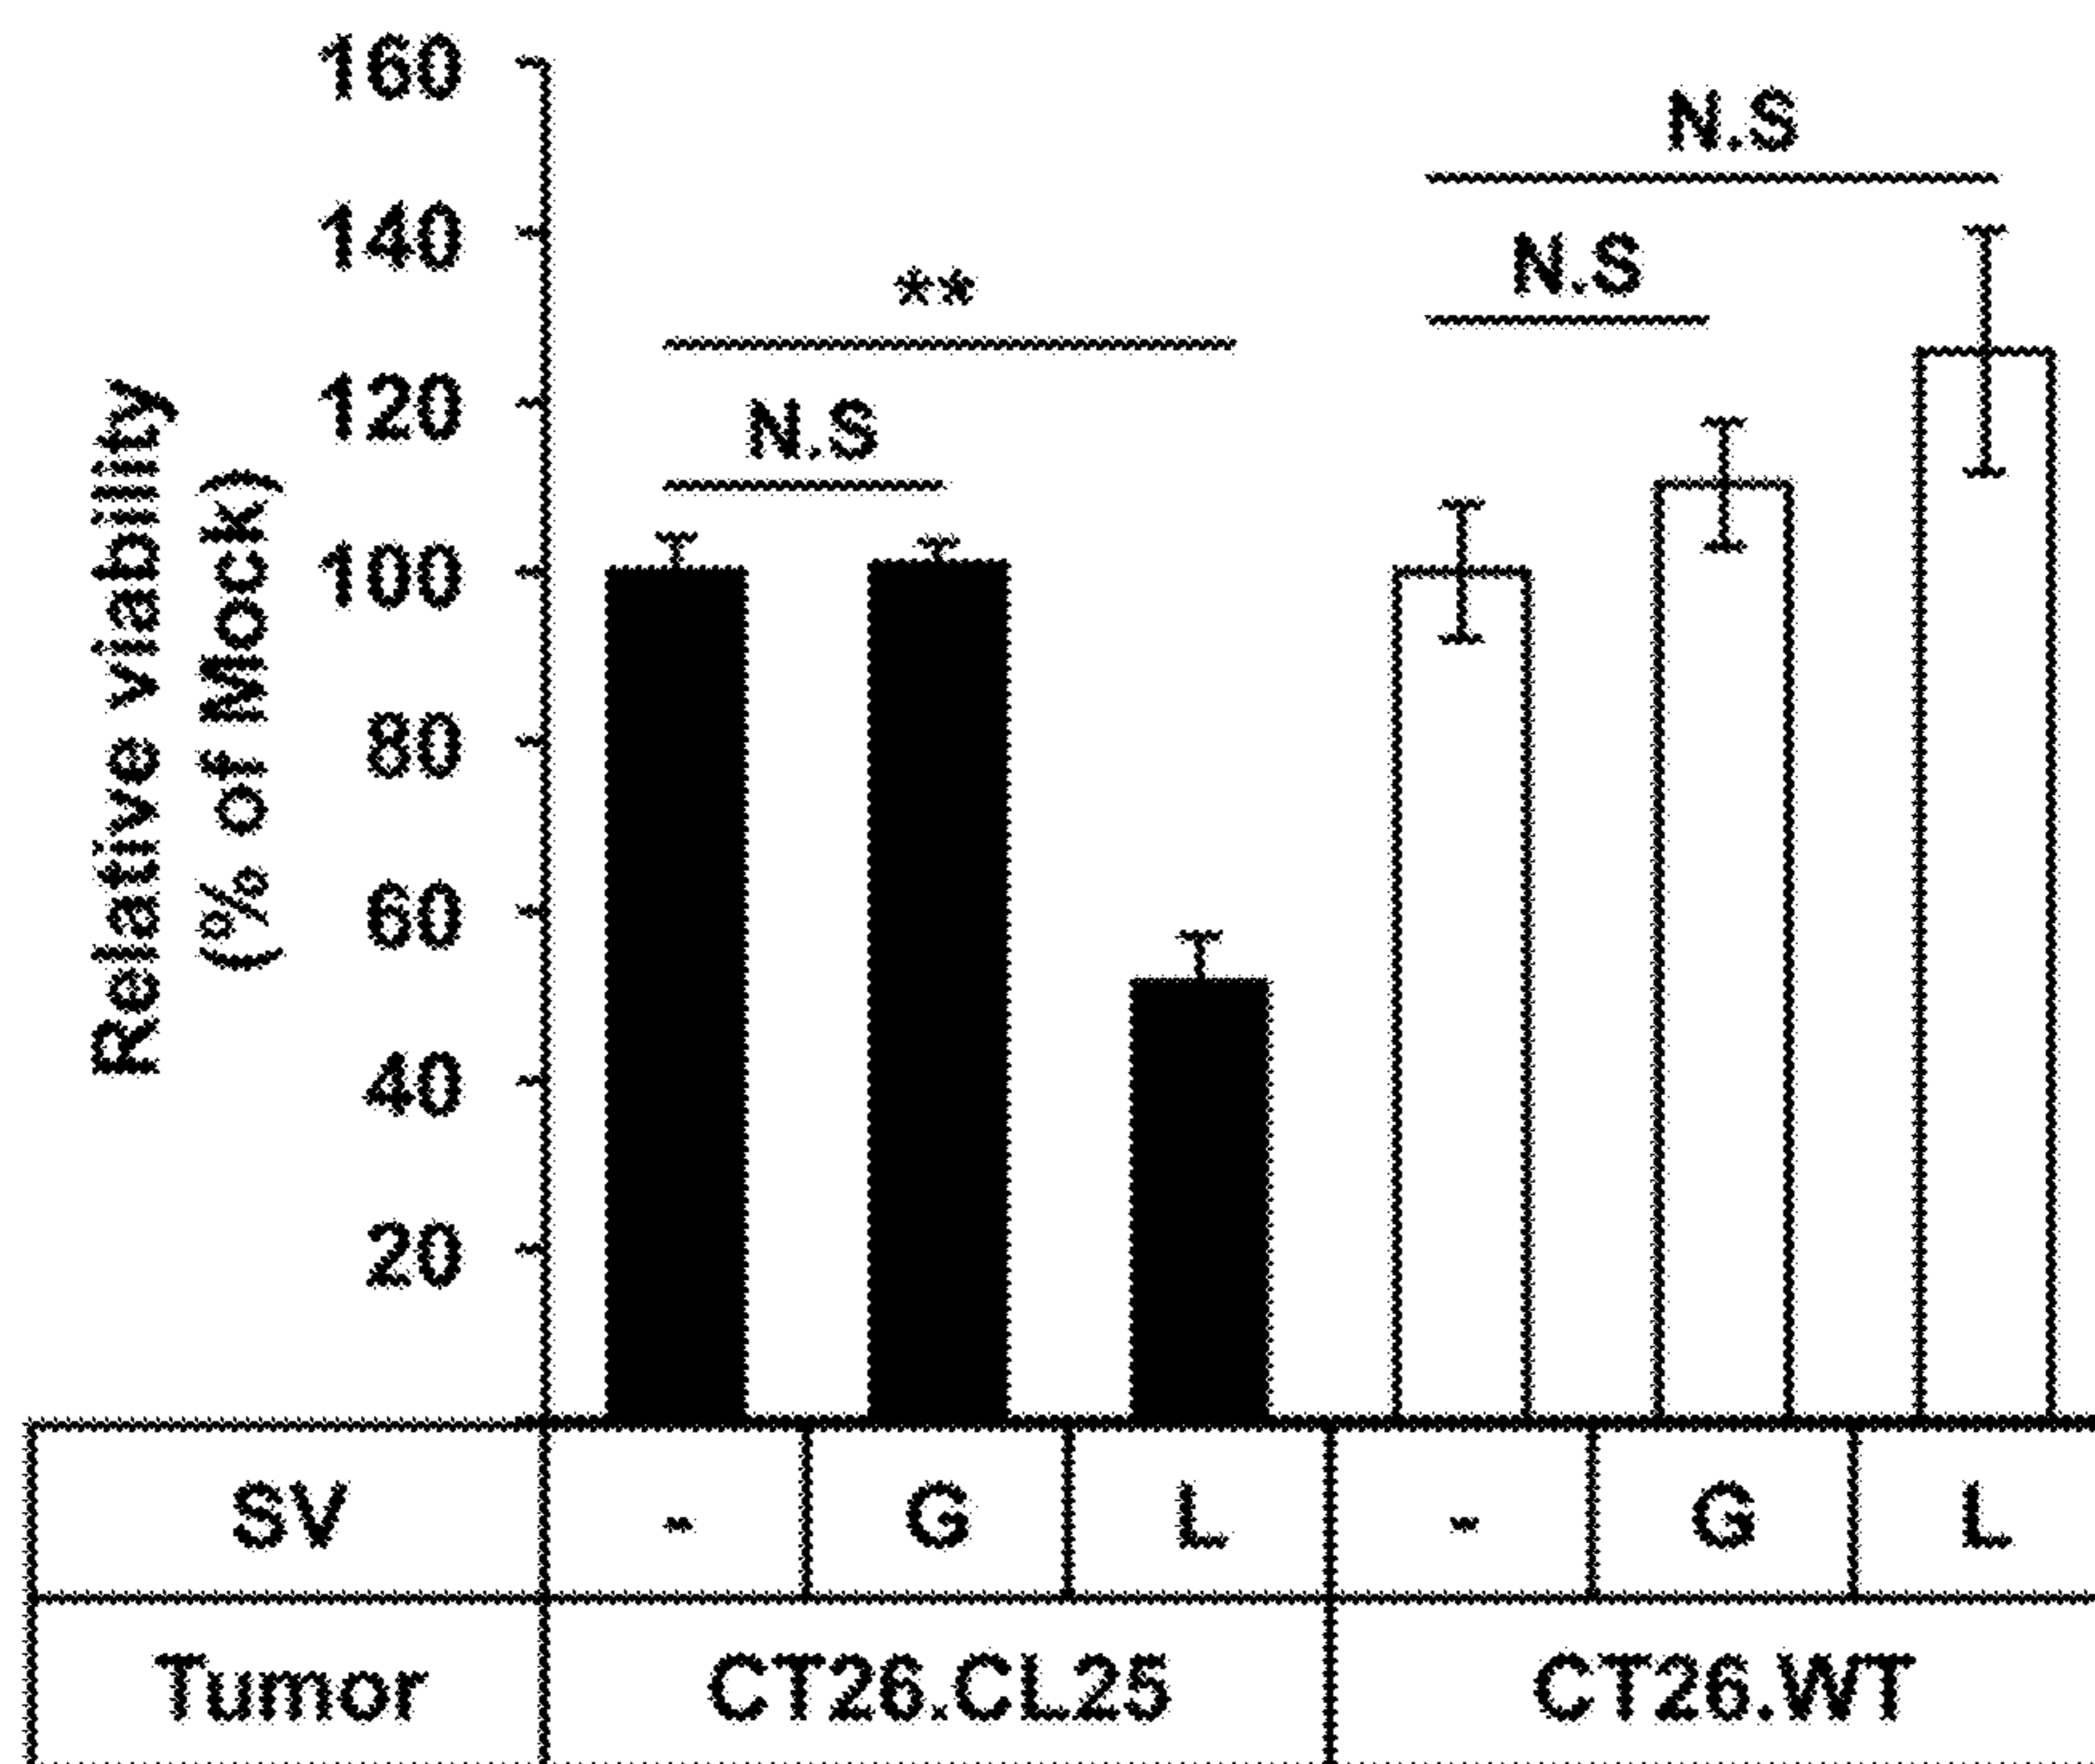 Relative viability
(% of Mock)
160
140
120
100
80
60
40
20
**
N.S
N.S
N.S
SV - G L - G L
Tumor CT26.CL25 CT26.WT